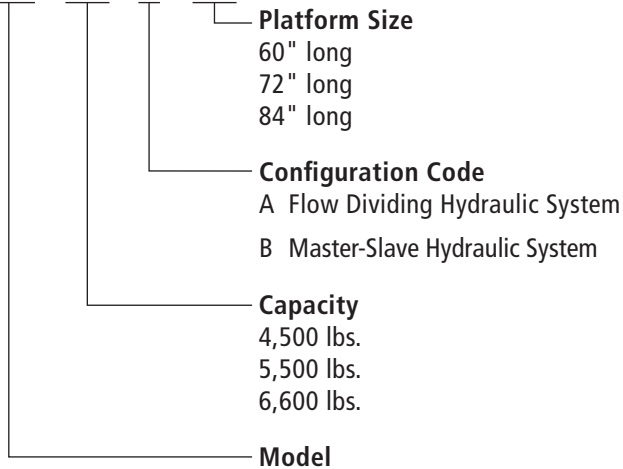 Platform Size
60" long
72" long
84" long
Configuration Code
A Flow Dividing Hydraulic System
B Master-Slave Hydraulic System
Capacity
4,500 lbs.
5,500 lbs.
6,600 lbs.
Model